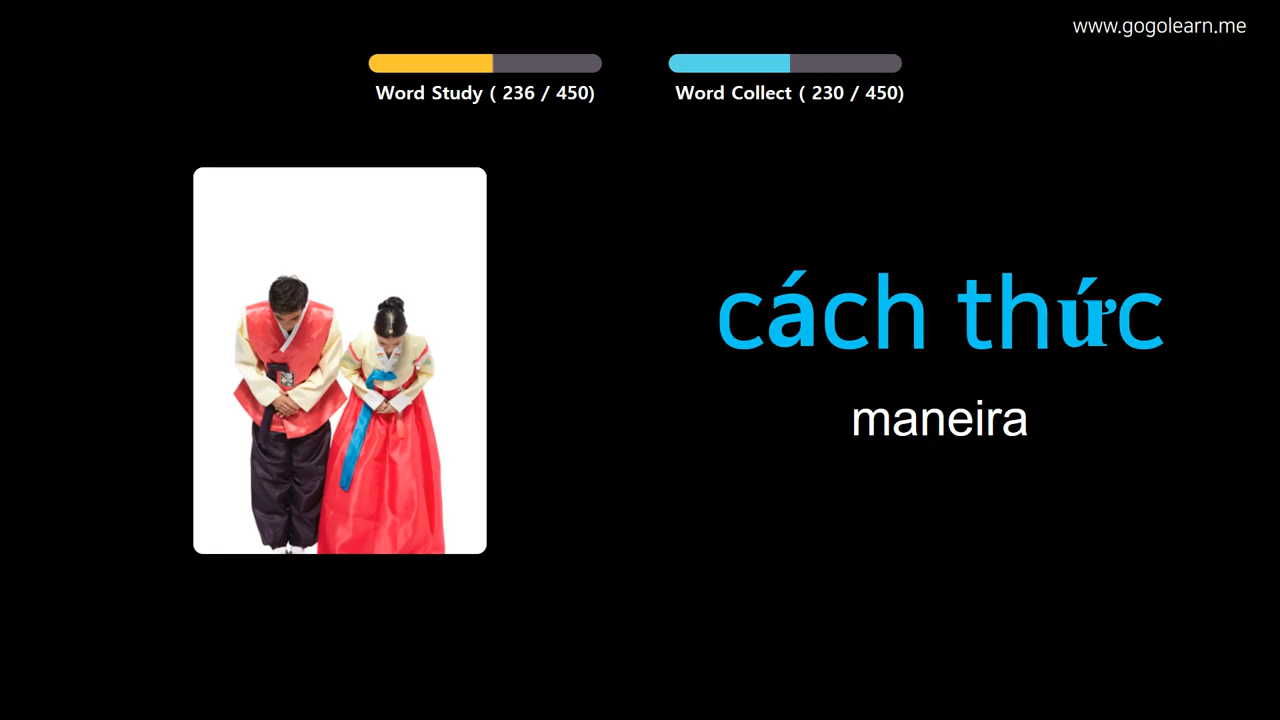 www.gogolearn.me
Word Study ( 236 / 450)
Word Collect ( 230 / 450)
cách thức
maneira